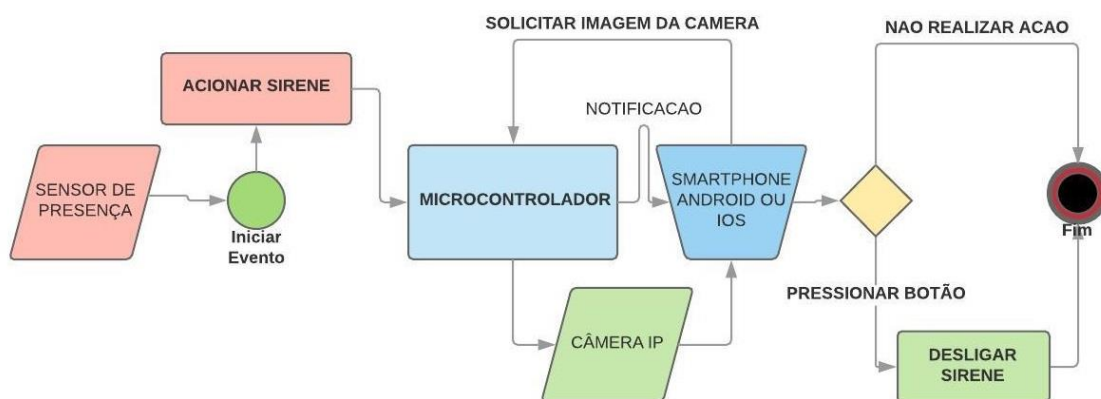 SOLICITAR IMAGEM DA CAMERA
NAO REALIZAR ACAO
ACIONAR SIRENE
NOTIFICACAO
SENSOR DE
PRESENÇA
Iniciar
Evento
MICROCONTROLADOR
SMARTPHONE
ANDROID OU
IOS
Fim
PRESSIONAR BOTÃO
CÂMERA IP
DESLIGAR
SIRENE